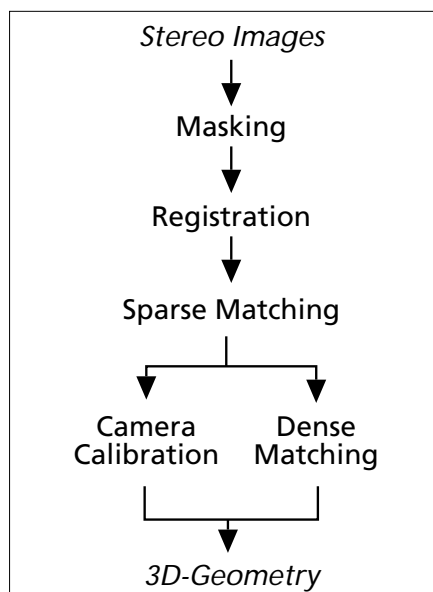 Stereo Images
Masking
Registration
Sparse Matching
Camera
Calibration
Dense
Matching
3D-Geometry